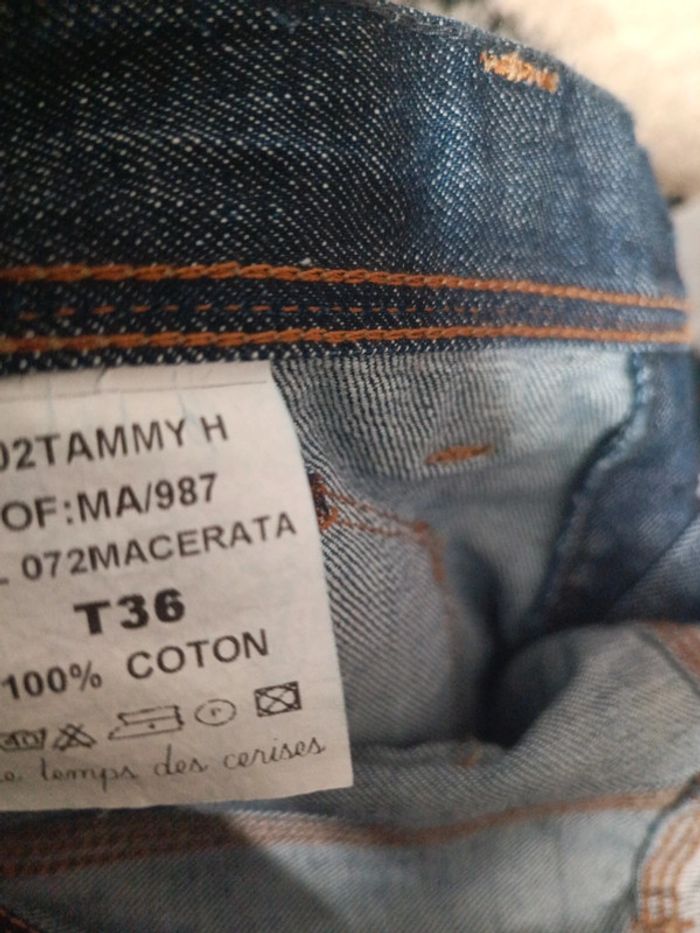 02TAMMY H
OF:MA/987
072MACERATA
T36
100% COTON
temps des cerises